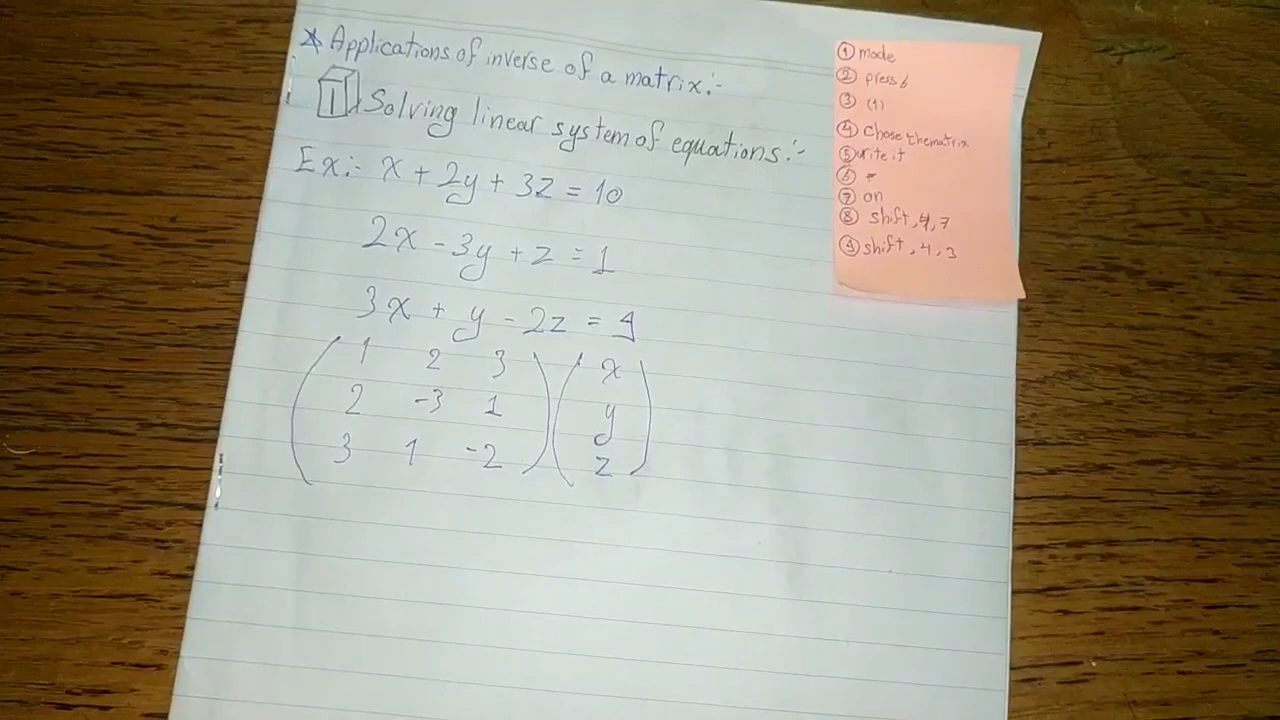 Applications of inverse of a matrix:-
1 Solving linear system of equations:-
Ex:- x + 2y + 3z = 10
2x - 3y + z = 1
3x + y - 2z = 9
1 2 3 x
2 -3 1 y
3 1 -2 z
① mode
② press 6
③ (1)
④ chose the matrix
⑤ write it
⑥ =
⑦ on
⑧ shift, 4, 7
⑨ shift, 4, 3